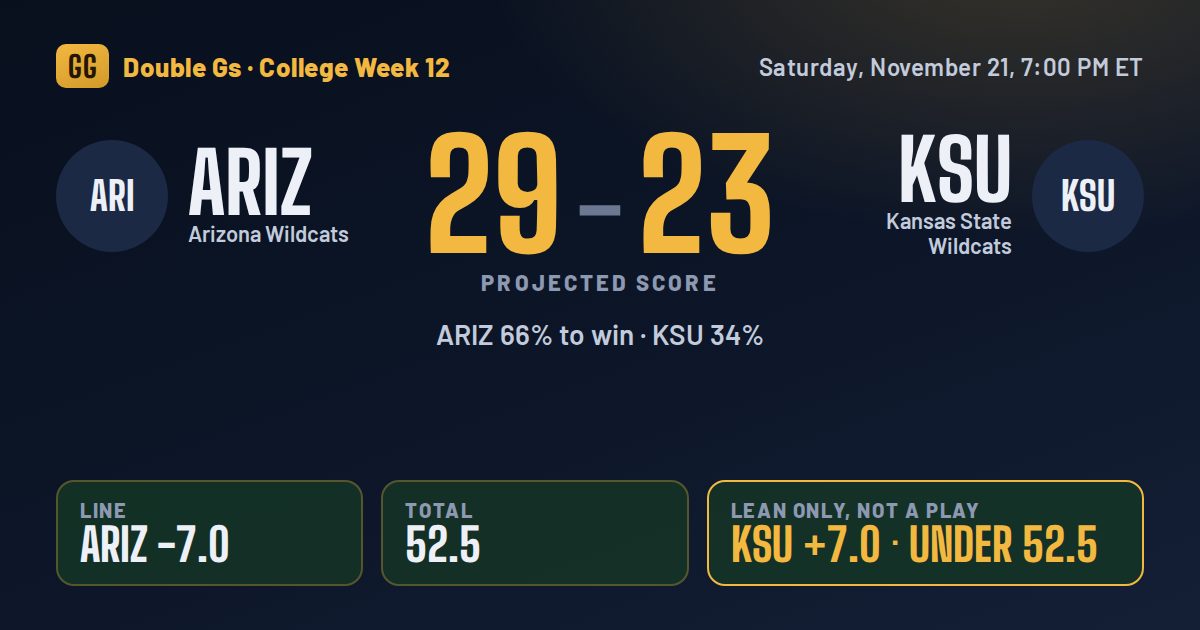 GG
Double Gs · College Week 12
Saturday, November 21, 7:00 PM ET
ARI
ARIZ
Arizona Wildcats
29 – 23
PROJECTED SCORE
ARIZ 66% to win · KSU 34%
KSU
Kansas State
Wildcats
KSU
LINE
ARIZ −7.0
TOTAL
52.5
LEAN ONLY, NOT A PLAY
KSU +7.0 · UNDER 52.5